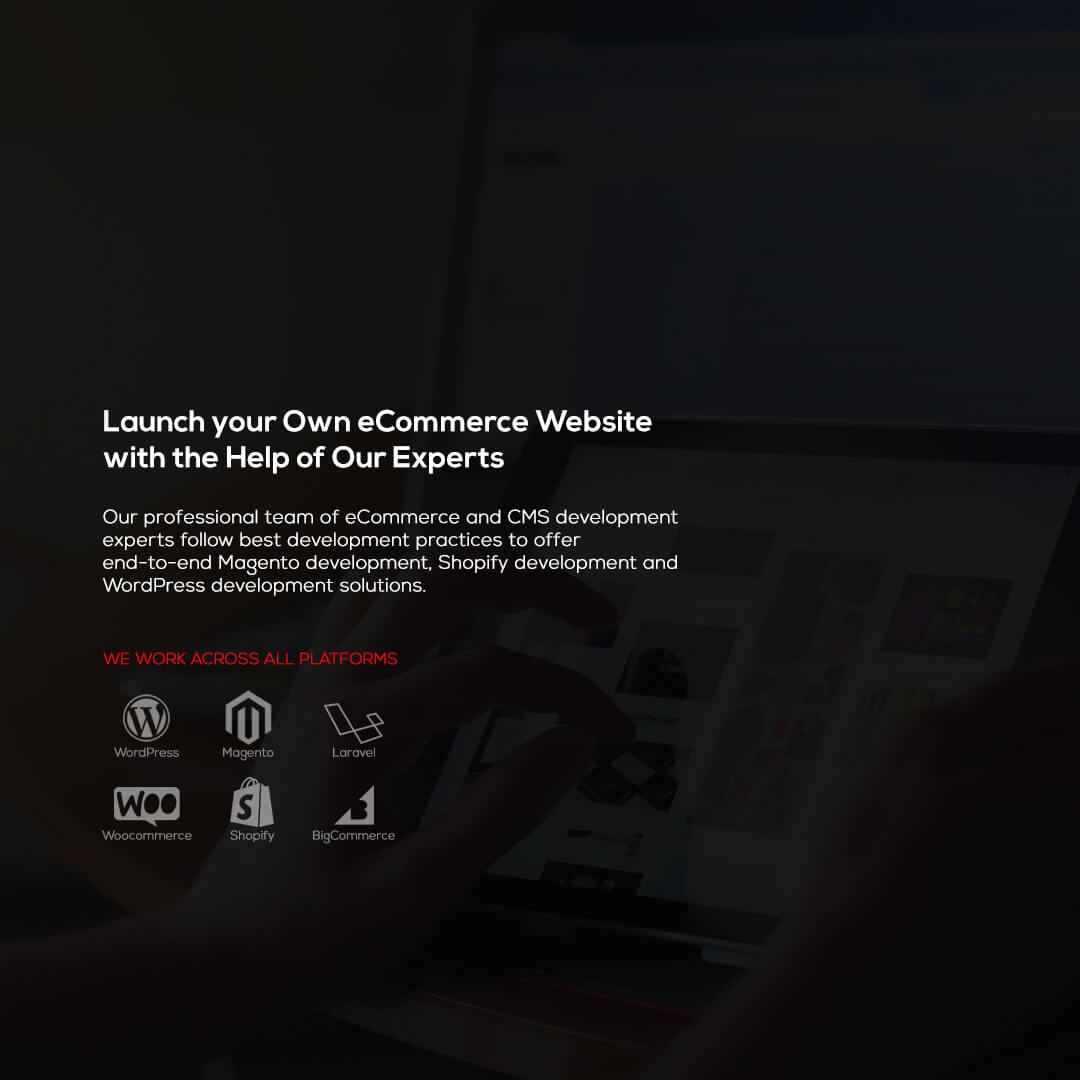 Launch your Own eCommerce Website
with the Help of Our Experts
Our professional team of eCommerce and CMS development
experts follow best development practices to offer
end-to-end Magento development, Shopify development and
WordPress development solutions.
WE WORK ACROSS ALL PLATFORMS
WordPress Magento Laravel
WOO
Woocommerce Shopify BigCommerce